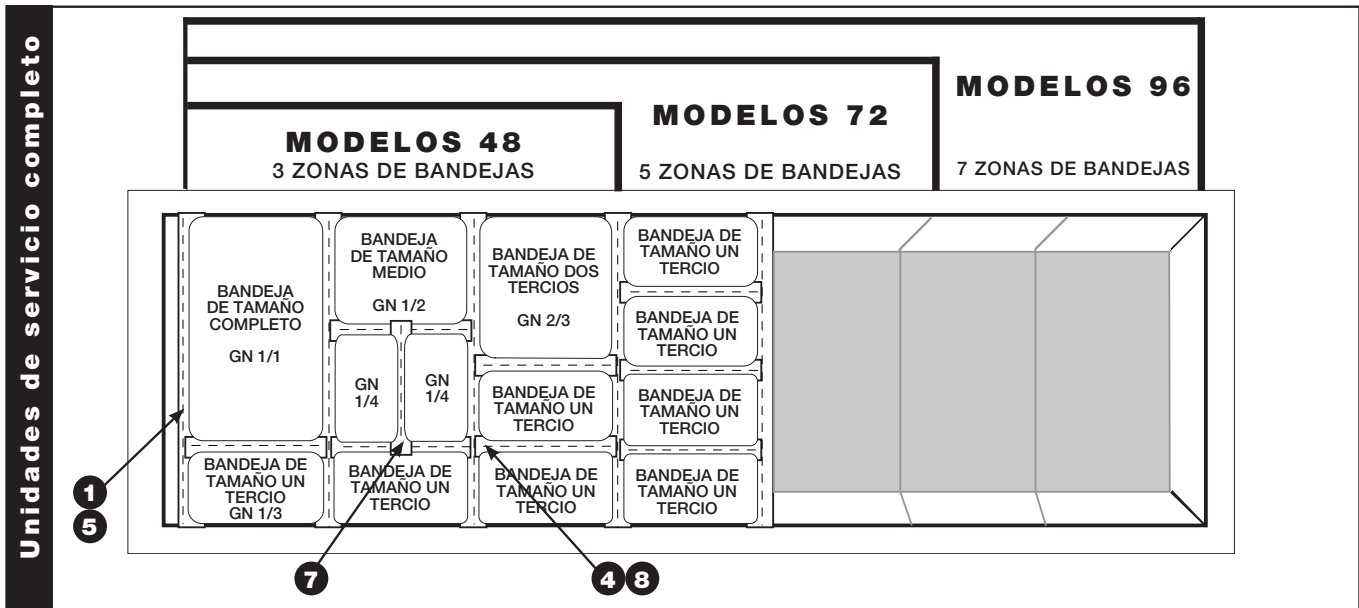 Unidades de servicio completo
MODELOS 96
7 ZONAS DE BANDEJAS
MODELOS 72
5 ZONAS DE BANDEJAS
MODELOS 48
3 ZONAS DE BANDEJAS
BANDEJA
DE TAMAÑO
COMPLETO
GN 1/1
BANDEJA DE
TAMAÑO UN
TERCIO
GN 1/3
BANDEJA
DE TAMAÑO
MEDIO
GN 1/2
GN
1/4
GN
1/4
BANDEJA DE
TAMAÑO UN
TERCIO
BANDEJA DE
TAMAÑO DOS
TERCIOS
GN 2/3
BANDEJA DE
TAMAÑO UN
TERCIO
BANDEJA DE
TAMAÑO UN
TERCIO
BANDEJA DE
TAMAÑO UN
TERCIO
BANDEJA DE
TAMAÑO UN
TERCIO
BANDEJA DE
TAMAÑO UN
TERCIO
BANDEJA DE
TAMAÑO UN
TERCIO
1
5
7
4 8